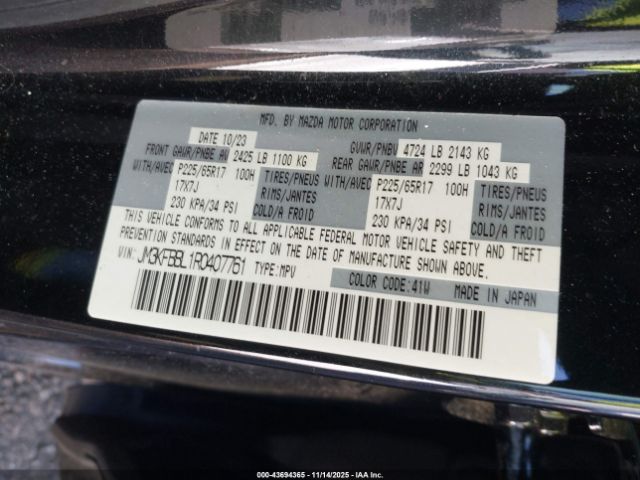 MFD. BY MAZDA MOTOR CORPORATION
DATE 10/23
GVWR/PNBV 4724 LB 2143 KG
FRONT GAWR/PNBE AV 2425 LB 1100 KG
REAR GAWR/PNBE AR 2299 LB 1043 KG
WITH/AVEC P225/65R17 100H TIRES/PNEUS
17X7J RIMS/JANTES
230 KPA/34 PSI COLD/A FROID
WITH/AVEC P225/65R17 100H TIRES/PNEUS
17X7J RIMS/JANTES
230 KPA/34 PSI COLD/A FROID
THIS VEHICLE CONFORMS TO ALL APPLICABLE FEDERAL MOTOR VEHICLE SAFETY AND THEFT
PREVENTION STANDARDS IN EFFECT ON THE DATE OF MANUFACTURE SHOWN ABOVE.
VIN: JM3KFBBL1R0407761 TYPE: MPV
COLOR CODE:41W MADE IN JAPAN
000-43694365 11/14/2025 IAAI.COM